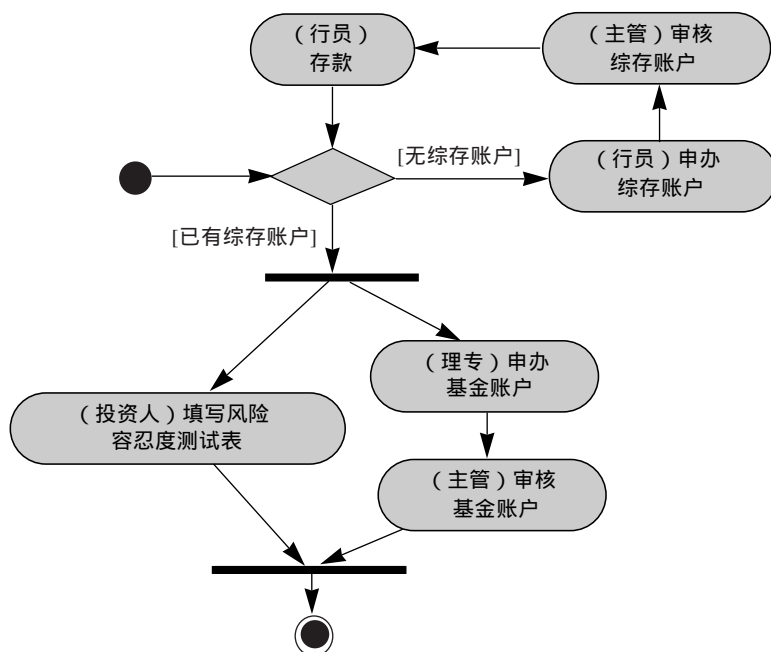 （行员）
存款
（主管）审核
综存账户
[无综存账户]
（行员）申办
综存账户
[已有综存账户]
（理专）申办
基金账户
（投资人）填写风险
容忍度测试表
（主管）审核
基金账户